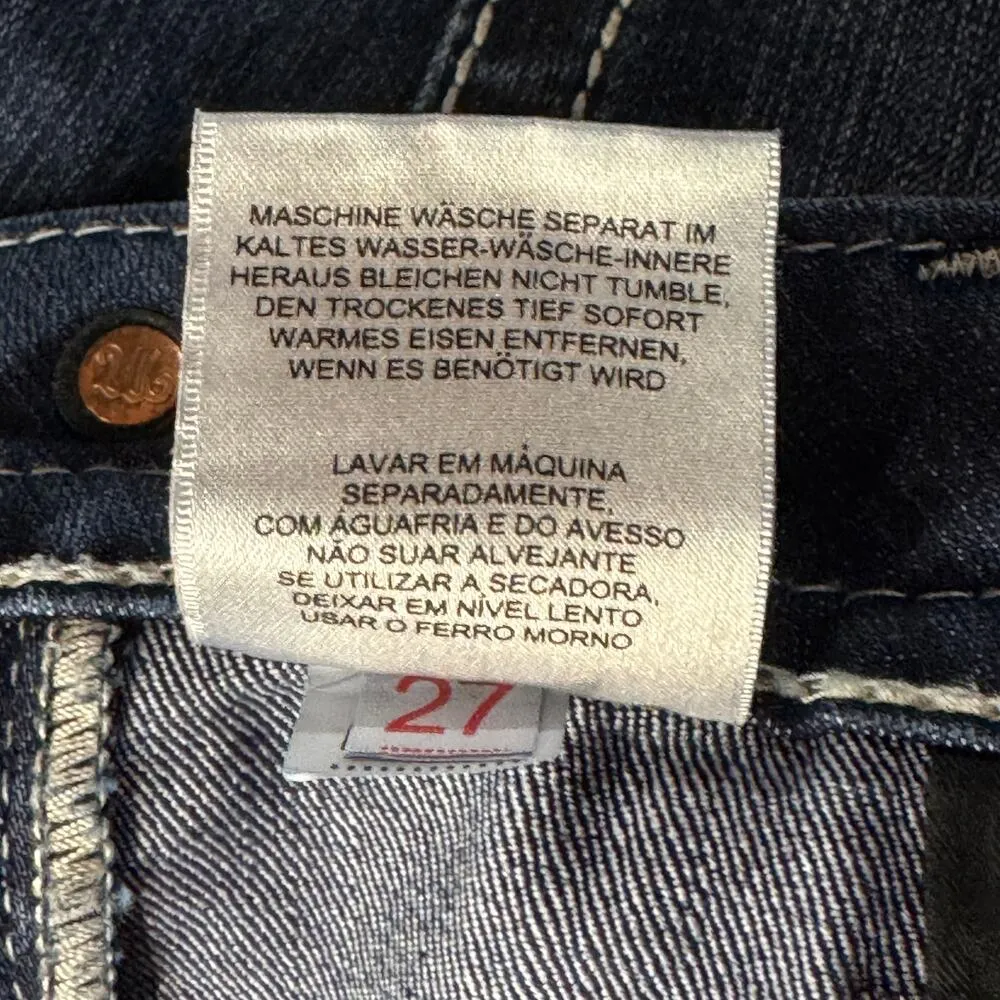 MASCHINE WÄSCHE SEPARAT IM
KALTES WASSER-WÄSCHE-INNERE
HERAUS BLEICHEN NICHT TUMBLE,
DEN TROCKENES TIEF SOFORT
WARMES EISEN ENTFERNEN,
WENN ES BENÖTIGT WIRD
LAVAR EM MÁQUINA
SEPARADAMENTE,
COM ÁGUAFRIA E DO AVESSO
NÃO SUAR ALVEJANTE
SE UTILIZAR A SECADORA,
DEIXAR EM NÍVEL LENTO
USAR O FERRO MORNO
27